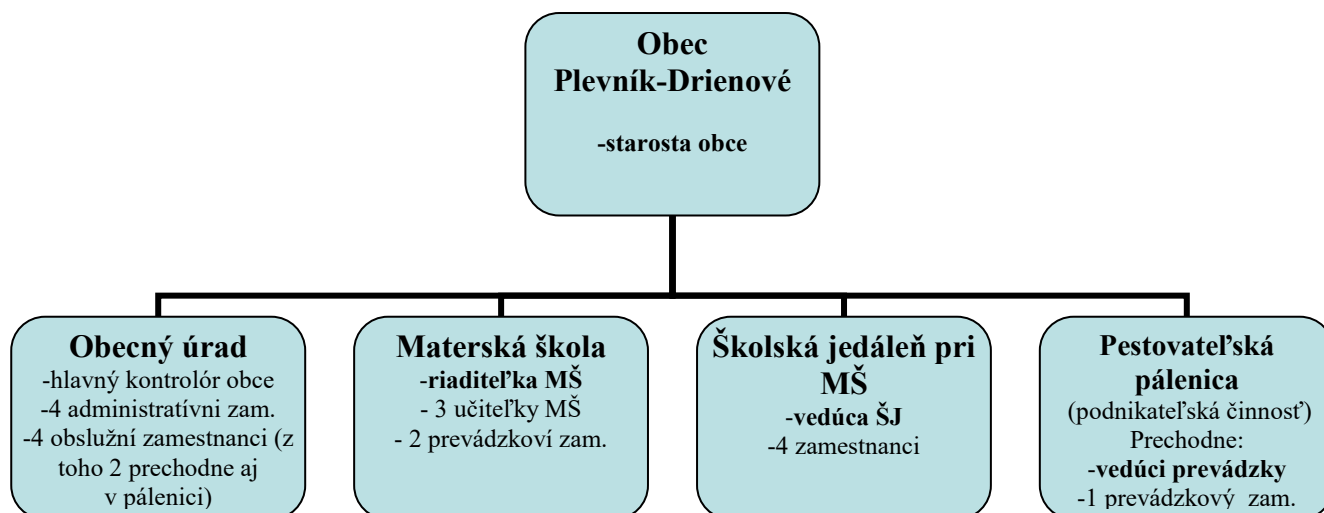 Obec
Plevník-Drienové
-starosta obce
Obecný úrad
-hlavný kontrolór obce
-4 administratívni zam.
-4 obslužní zamestnanci (z
toho 2 prechodne aj
v pálenici)
Materská škola
-riaditeľka MŠ
- 3 učiteľky MŠ
- 2 prevádzkoví zam.
Školská jedáleň pri
MŠ
-vedúca ŠJ
-4 zamestnanci
Pestovateľská
pálenica
(podnikateľská činnosť)
Prechodne:
-vedúci prevádzky
-1 prevádzkový zam.